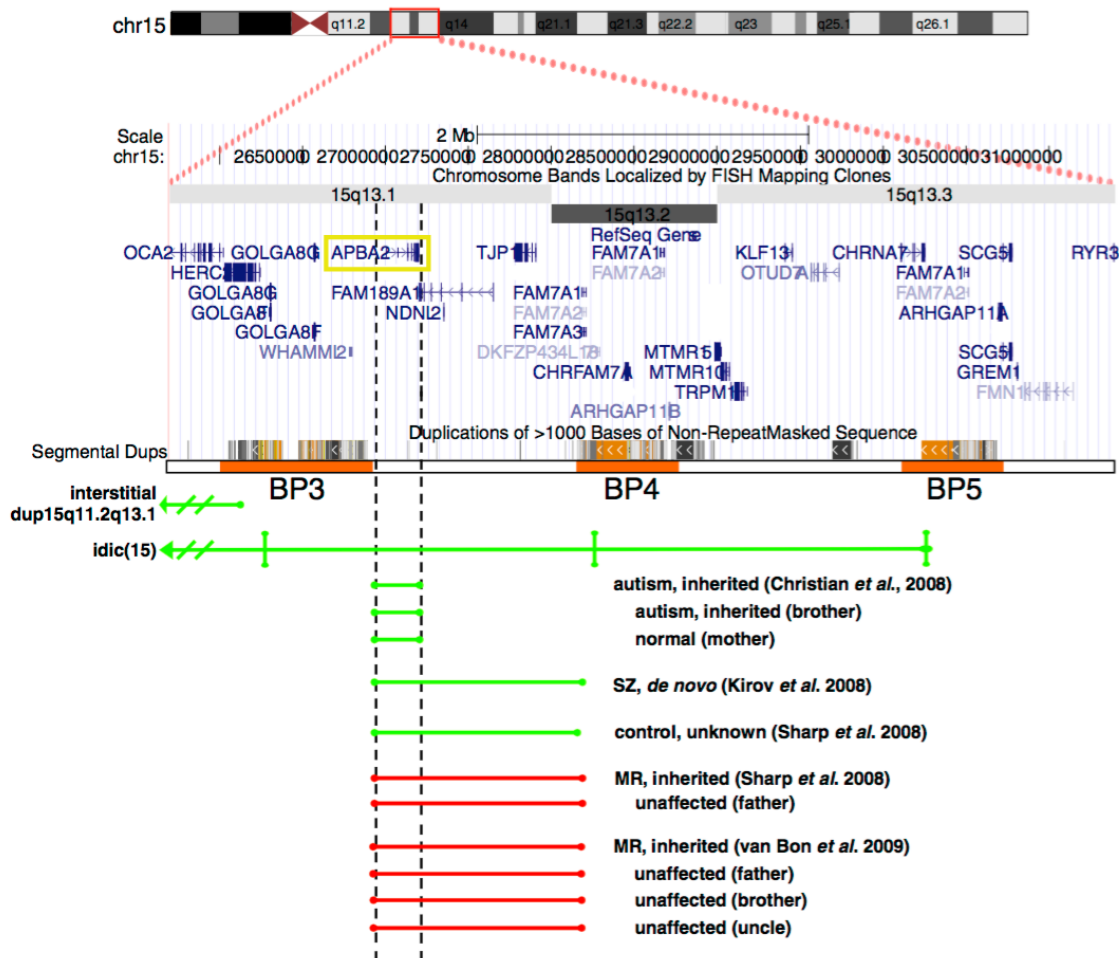 chr15 q11.2 q14 q21.1 q21.3 q22.2 q23 q25.1 q26.1
Scale 2 Mb
chr15: 26500000 27000000 27500000 28000000 28500000 29000000 29500000 30000000 30500000 31000000
Chromosome Bands Localized by FISH Mapping Clones
15q13.1 15q13.3
15q13.2
RefSeq Genes
OCA2 GOLGA8G APBA2 TJP1 FAM7A1 KLF13 CHRNA7 SCG5 RYR3
HERC2 FAM7A2 OTUD7A FAM7A1
GOLGA8G FAM189A1 FAM7A1 FAM7A2
GOLGA8F NDNL2 FAM7A2 ARHGAP11A
GOLGA8F FAM7A3
WHAMML2 DKFZP434L18 MTMR15 SCG5
CHRFAM7A MTMR10 GREM1
TRPM1 FMN1
ARHGAP11B
Duplications of >1000 Bases of Non-RepeatMasked Sequence
Segmental Dups
BP3 BP4 BP5
interstitial
dup15q11.2q13.1
idic(15)
autism, inherited (Christian et al., 2008)
autism, inherited (brother)
normal (mother)
SZ, de novo (Kirov et al. 2008)
control, unknown (Sharp et al. 2008)
MR, inherited (Sharp et al. 2008)
unaffected (father)
MR, inherited (van Bon et al. 2009)
unaffected (father)
unaffected (brother)
unaffected (uncle)